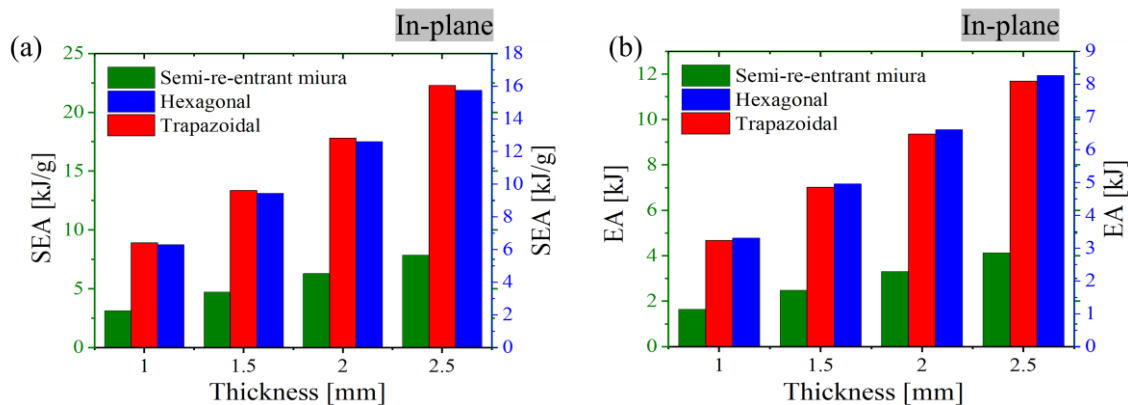 In-plane
(a)
25
20
15
10
5
0
SEA [kJ/g]
Semi-re-entrant miura
Hexagonal
Trapazoidal
18
16
14
12
10
8
6
4
2
0
SEA [kJ/g]
1 1.5 2 2.5
Thickness [mm]
In-plane
(b)
12
10
8
6
4
2
0
EA [kJ]
Semi-re-entrant miura
Hexagonal
Trapazoidal
9
8
7
6
5
4
3
2
1
0
EA [kJ]
1 1.5 2 2.5
Thickness [mm]